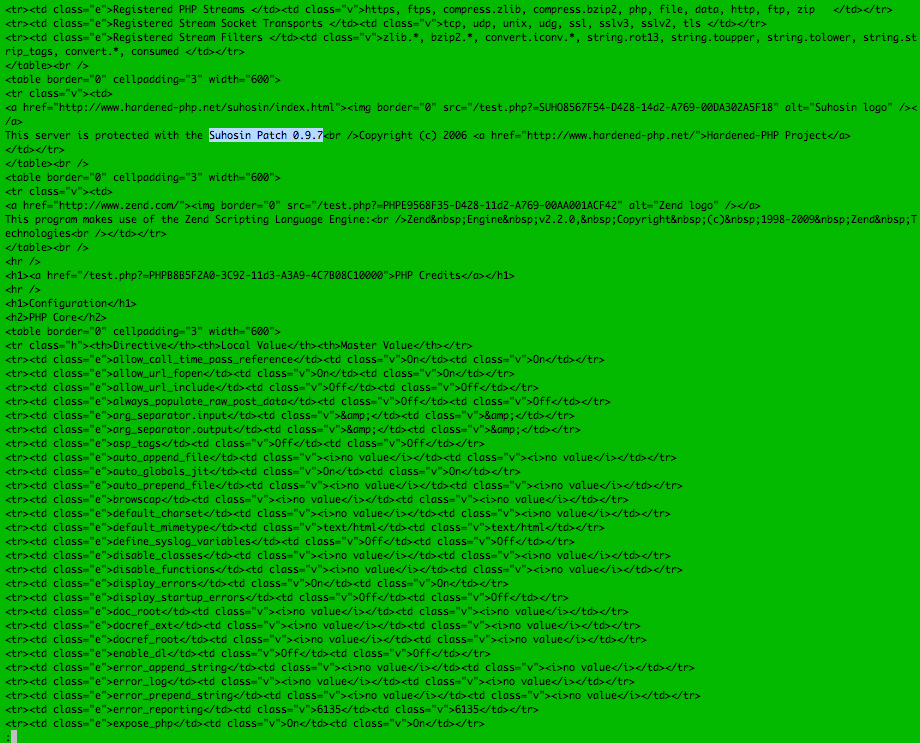 <tr><td class="e">Registered PHP Streams </td><td class="v">https, ftps, compress.zlib, compress.bzip2, php, file, data, http, ftp, zip   </td></tr>
<tr><td class="e">Registered Stream Socket Transports </td><td class="v">tcp, udp, unix, udg, ssl, sslv3, sslv2, tls </td></tr>
<tr><td class="e">Registered Stream Filters </td><td class="v">zlib.*, bzip2.*, convert.iconv.*, string.rot13, string.toupper, string.tolower, string.st
rip_tags, convert.*, consumed </td></tr>
</table><br />
<table border="0" cellpadding="3" width="600">
<tr class="v"><td>
<a href="http://www.hardened-php.net/suhosin/index.html"><img border="0" src="/test.php?=SUHO8567F54-D428-14d2-A769-00DA302A5F18" alt="Suhosin logo" /><
/a>
This server is protected with the Suhosin Patch 0.9.7<br />Copyright (c) 2006 <a href="http://www.hardened-php.net/">Hardened-PHP Project</a>
</td></tr>
</table><br />
<table border="0" cellpadding="3" width="600">
<tr class="v"><td>
<a href="http://www.zend.com/"><img border="0" src="/test.php?=PHPE9568F35-D428-11d2-A769-00AA001ACF42" alt="Zend logo" /></a>
This program makes use of the Zend Scripting Language Engine:<br />Zend&nbsp;Engine&nbsp;v2.2.0,&nbsp;Copyright&nbsp;(c)&nbsp;1998-2009&nbsp;Zend&nbsp;T
echnologies<br /></td></tr>
</table><br />
<hr />
<h1><a href="/test.php?=PHPB8B5F2A0-3C92-11d3-A3A9-4C7B08C10000">PHP Credits</a></h1>
<hr />
<h1>Configuration</h1>
<h2>PHP Core</h2>
<table border="0" cellpadding="3" width="600">
<tr class="h"><th>Directive</th><th>Local Value</th><th>Master Value</th></tr>
<tr><td class="e">allow_call_time_pass_reference</td><td class="v">On</td><td class="v">On</td></tr>
<tr><td class="e">allow_url_fopen</td><td class="v">On</td><td class="v">On</td></tr>
<tr><td class="e">allow_url_include</td><td class="v">Off</td><td class="v">Off</td></tr>
<tr><td class="e">always_populate_raw_post_data</td><td class="v">Off</td><td class="v">Off</td></tr>
<tr><td class="e">arg_separator.input</td><td class="v">&amp;</td><td class="v">&amp;</td></tr>
<tr><td class="e">arg_separator.output</td><td class="v">&amp;</td><td class="v">&amp;</td></tr>
<tr><td class="e">asp_tags</td><td class="v">Off</td><td class="v">Off</td></tr>
<tr><td class="e">auto_append_file</td><td class="v"><i>no value</i></td><td class="v"><i>no value</i></td></tr>
<tr><td class="e">auto_globals_jit</td><td class="v">On</td><td class="v">On</td></tr>
<tr><td class="e">auto_prepend_file</td><td class="v"><i>no value</i></td><td class="v"><i>no value</i></td></tr>
<tr><td class="e">browscap</td><td class="v"><i>no value</i></td><td class="v"><i>no value</i></td></tr>
<tr><td class="e">default_charset</td><td class="v"><i>no value</i></td><td class="v"><i>no value</i></td></tr>
<tr><td class="e">default_mimetype</td><td class="v">text/html</td><td class="v">text/html</td></tr>
<tr><td class="e">define_syslog_variables</td><td class="v">Off</td><td class="v">Off</td></tr>
<tr><td class="e">disable_classes</td><td class="v"><i>no value</i></td><td class="v"><i>no value</i></td></tr>
<tr><td class="e">disable_functions</td><td class="v"><i>no value</i></td><td class="v"><i>no value</i></td></tr>
<tr><td class="e">display_errors</td><td class="v">On</td><td class="v">On</td></tr>
<tr><td class="e">display_startup_errors</td><td class="v">Off</td><td class="v">Off</td></tr>
<tr><td class="e">doc_root</td><td class="v"><i>no value</i></td><td class="v"><i>no value</i></td></tr>
<tr><td class="e">docref_ext</td><td class="v"><i>no value</i></td><td class="v"><i>no value</i></td></tr>
<tr><td class="e">docref_root</td><td class="v"><i>no value</i></td><td class="v"><i>no value</i></td></tr>
<tr><td class="e">enable_dl</td><td class="v">Off</td><td class="v">Off</td></tr>
<tr><td class="e">error_append_string</td><td class="v"><i>no value</i></td><td class="v"><i>no value</i></td></tr>
<tr><td class="e">error_log</td><td class="v"><i>no value</i></td><td class="v"><i>no value</i></td></tr>
<tr><td class="e">error_prepend_string</td><td class="v"><i>no value</i></td><td class="v"><i>no value</i></td></tr>
<tr><td class="e">error_reporting</td><td class="v">6135</td><td class="v">6135</td></tr>
<tr><td class="e">expose_php</td><td class="v">On</td><td class="v">On</td></tr>
: